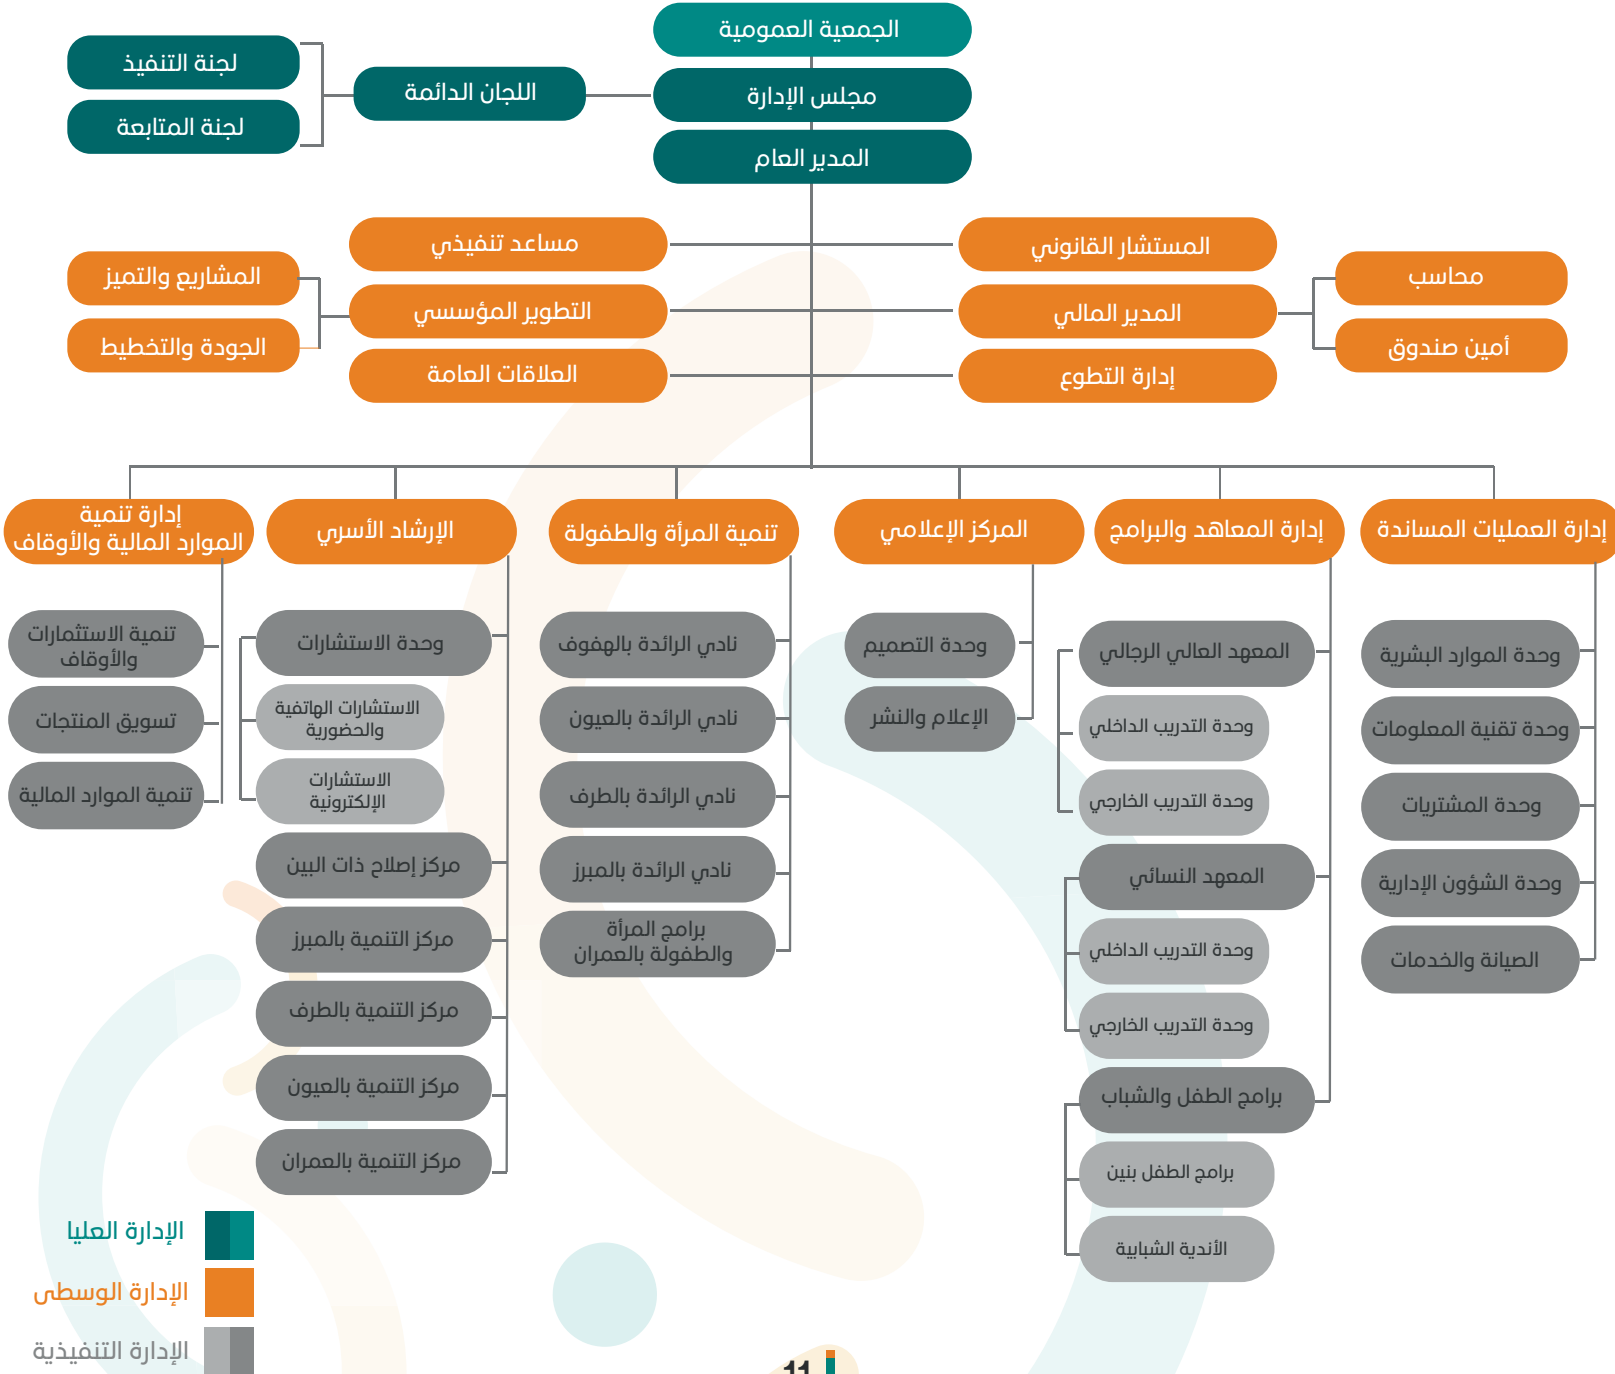 الجمعية العمومية
مجلس الإدارة
المدير العام
اللجان الدائمة
لجنة التنفيذ
لجنة المتابعة
المستشار القانوني
المدير المالي
إدارة التطوع
محاسب
أمين صندوق
مساعد تنفيذي
التطوير المؤسسي
العلاقات العامة
المشاريع والتميز
الجودة والتخطيط
إدارة العمليات المساندة
وحدة الموارد البشرية
وحدة تقنية المعلومات
وحدة المشتريات
وحدة الشؤون الإدارية
الصيانة والخدمات
إدارة المعاهد والبرامج
المعهد العالي الرجالي
وحدة التدريب الداخلي
وحدة التدريب الخارجي
المعهد النسائي
وحدة التدريب الداخلي
وحدة التدريب الخارجي
برامج الطفل والشباب
برامج الطفل بنين
الأندية الشبابية
المركز الإعلامي
وحدة التصميم
الإعلام والنشر
تنمية المرأة والطفولة
نادي الرائدة بالهفوف
نادي الرائدة بالعيون
نادي الرائدة بالطرف
نادي الرائدة بالمبرز
برامج المرأة
والطفولة بالعمران
الإرشاد الأسري
وحدة الاستشارات
الاستشارات الهاتفية
والحضورية
الاستشارات
الإلكترونية
مركز إصلاح ذات البين
مركز التنمية بالمبرز
مركز التنمية بالطرف
مركز التنمية بالعيون
مركز التنمية بالعمران
إدارة تنمية
الموارد المالية والأوقاف
تنمية الاستثمارات
والأوقاف
تسويق المنتجات
تنمية الموارد المالية
الإدارة العليا
الإدارة الوسطى
الإدارة التنفيذية
11